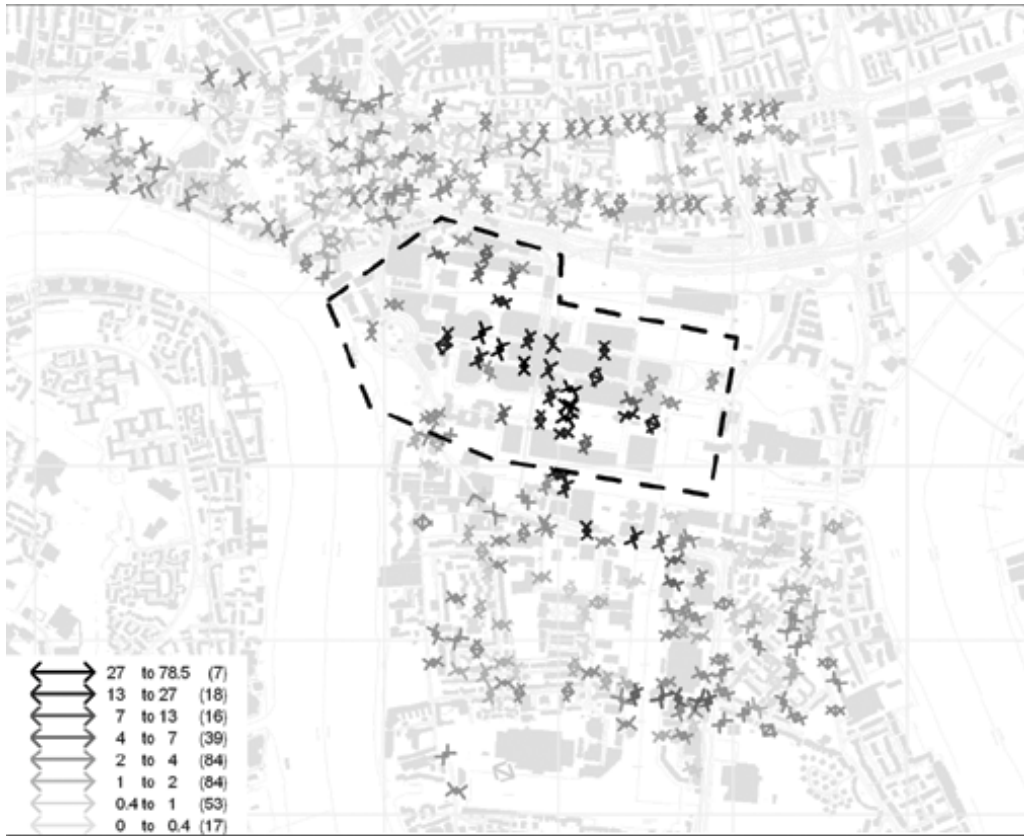 27 to 78.5 (7)
13 to 27 (18)
7 to 13 (16)
4 to 7 (39)
2 to 4 (84)
1 to 2 (84)
0.4 to 1 (53)
0 to 0.4 (17)